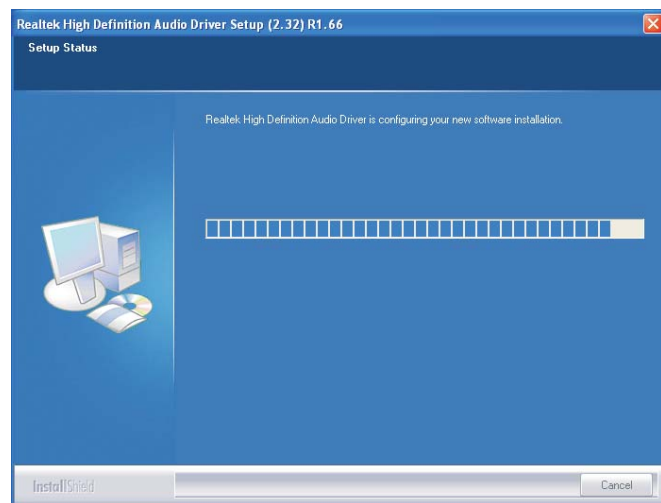 Realtek High Definition Audio Driver Setup (2.32) R1.66
Setup Status
Realtek High Definition Audio Driver is configuring your new software installation.
InstallShield
Cancel